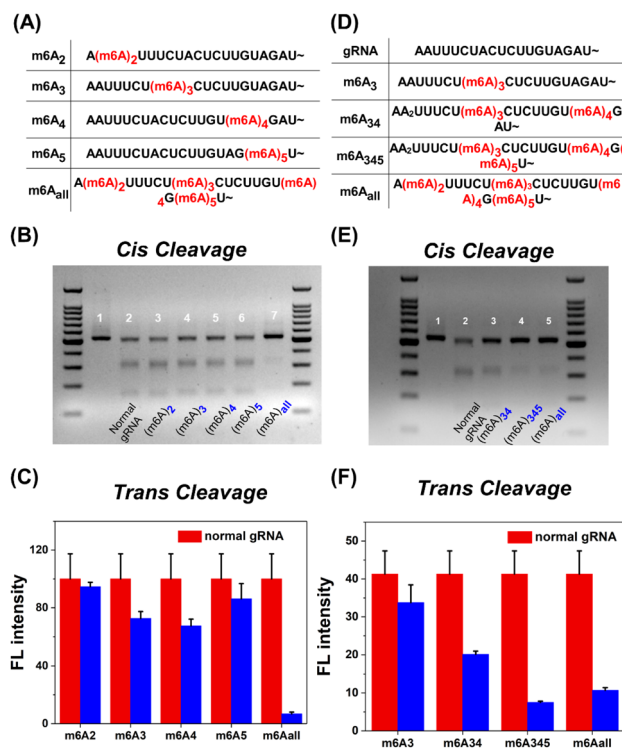 (A)
m6A2 A(m6A)2UUUCUACUCUUGUAGAU~
m6A3 AAUUUCU(m6A)3CUCUUGUAGAU~
m6A4 AAUUUCUACUCUUGU(m6A)4GAU~
m6A5 AAUUUCUACUCUUGUAG(m6A)5U~
m6Aall A(m6A)2UUUCU(m6A)3CUCUUGU(m6A)
4G(m6A)5U~
(B) Cis Cleavage
1 2 3 4 5 6 7
Normal gRNA (m6A)2 (m6A)3 (m6A)4 (m6A)5 (m6A)all
(C) Trans Cleavage
normal gRNA
FL intensity
120
80
40
0
m6A2 m6A3 m6A4 m6A5 m6Aall
(D)
gRNA AAUUUCUACUCUUGUAGAU~
m6A3 AAUUUCU(m6A)3CUCUUGUAGAU~
m6A34 AA2UUUCU(m6A)3CUCUUGU(m6A)4G
AU~
m6A345 AA2UUUCU(m6A)3CUCUUGU(m6A)4G(
m6A)5U~
m6Aall A(m6A)2UUUCU(m6A)3CUCUUGU(m6
A)4G(m6A)5U~
(E) Cis Cleavage
1 2 3 4 5
Normal gRNA (m6A)34 (m6A)345 (m6A)all
(F) Trans Cleavage
normal gRNA
FL intensity
50
40
30
20
10
0
m6A3 m6A34 m6A345 m6Aall